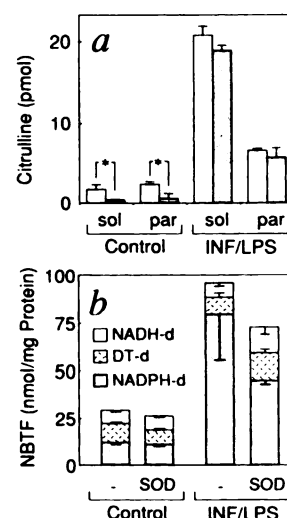 a
Citrulline (pmol)
20
10
0
* *
sol par sol par
Control INF/LPS
b
NBTF (nmol/mg Protein)
100
75
50
25
0
NADH-d
DT-d
NADPH-d
- SOD - SOD
Control INF/LPS